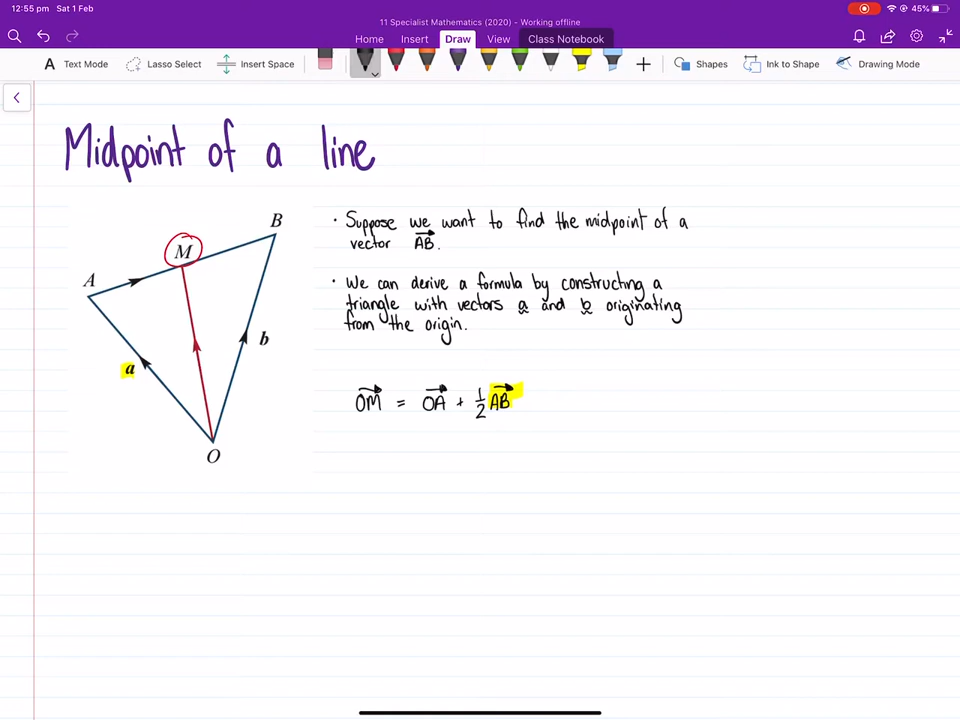 12:55 pm Sat 1 Feb
45%
11 Specialist Mathematics (2020) - Working offline
Home Insert Draw View Class Notebook
A Text Mode Lasso Select Insert Space Shapes Ink to Shape Drawing Mode
Midpoint of a line
B
M
A
a
b
O
· Suppose we want to find the midpoint of a
vector AB⃗.
· We can derive a formula by constructing a
triangle with vectors a and b originating
from the origin.
OM⃗ = OA⃗ + 1/2 AB⃗